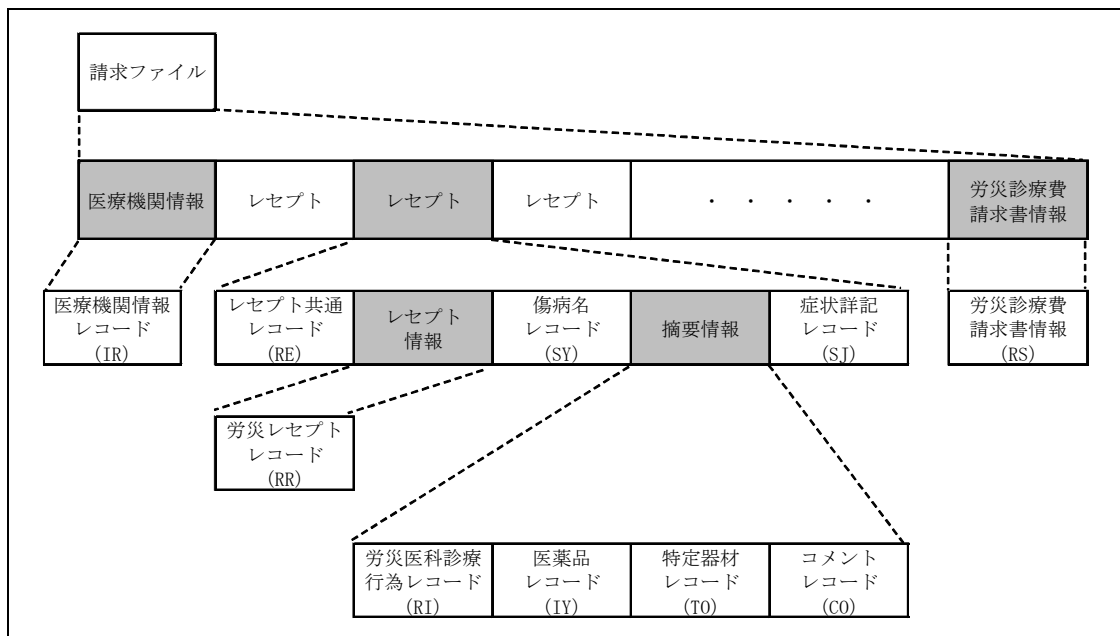 請求ファイル
医療機関情報
レセプト
レセプト
レセプト
・ ・ ・ ・ ・
労災診療費
請求書情報
医療機関情報
レコード
(IR)
レセプト共通
レコード
(RE)
レセプト
情報
傷病名
レコード
(SY)
摘要情報
症状詳記
レコード
(SJ)
労災診療費
請求書情報
(RS)
労災レセプト
レコード
(RR)
労災医科診療
行為レコード
(RI)
医薬品
レコード
(IY)
特定器材
レコード
(TO)
コメント
レコード
(CO)